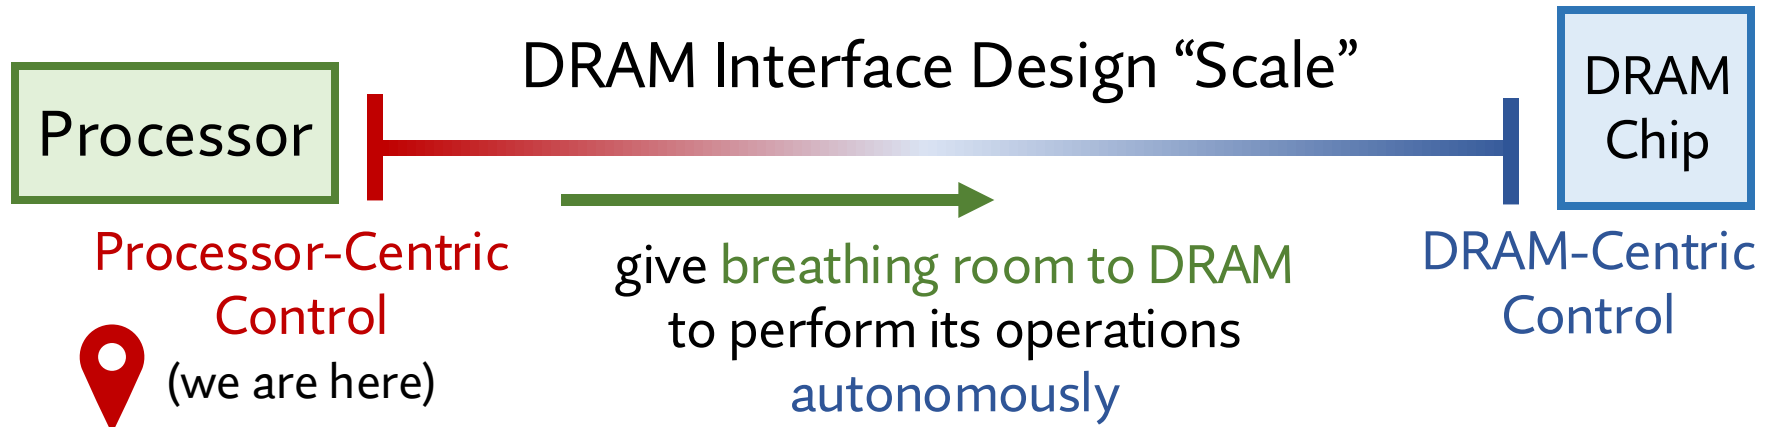 DRAM Interface Design “Scale”
Processor
DRAM
Chip
Processor-Centric
Control
(we are here)
give breathing room to DRAM
to perform its operations
autonomously
DRAM-Centric
Control